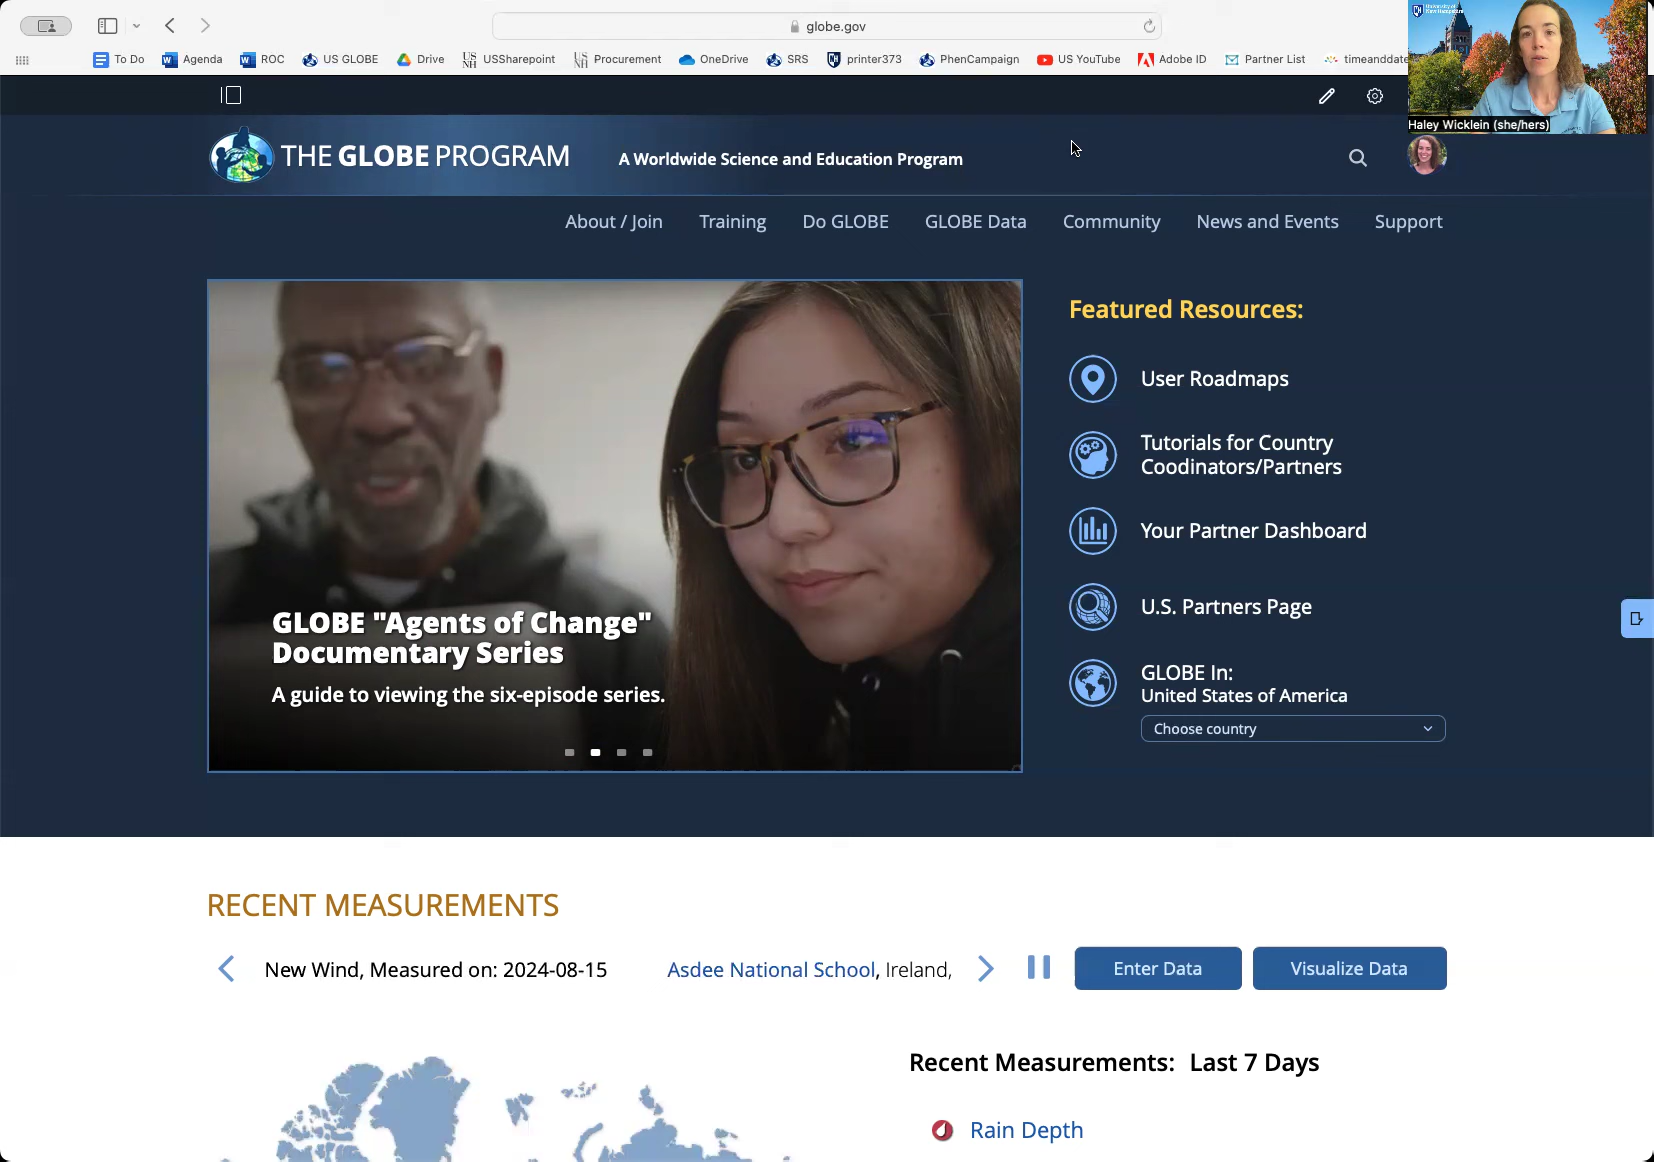 globe.gov
To Do
Agenda
ROC
US GLOBE
Drive
USSharepoint
Procurement
OneDrive
SRS
printer373
PhenCampaign
US YouTube
Adobe ID
Partner List
timeanddate
University of
New Hampshire
Haley Wicklein (she/hers)
THE GLOBE PROGRAM
A Worldwide Science and Education Program
About / Join
Training
Do GLOBE
GLOBE Data
Community
News and Events
Support
GLOBE "Agents of Change"
Documentary Series
A guide to viewing the six-episode series.
Featured Resources:
User Roadmaps
Tutorials for Country
Coodinators/Partners
Your Partner Dashboard
U.S. Partners Page
GLOBE In:
United States of America
Choose country
RECENT MEASUREMENTS
New Wind, Measured on: 2024-08-15
Asdee National School, Ireland,
Enter Data
Visualize Data
Recent Measurements: Last 7 Days
Rain Depth